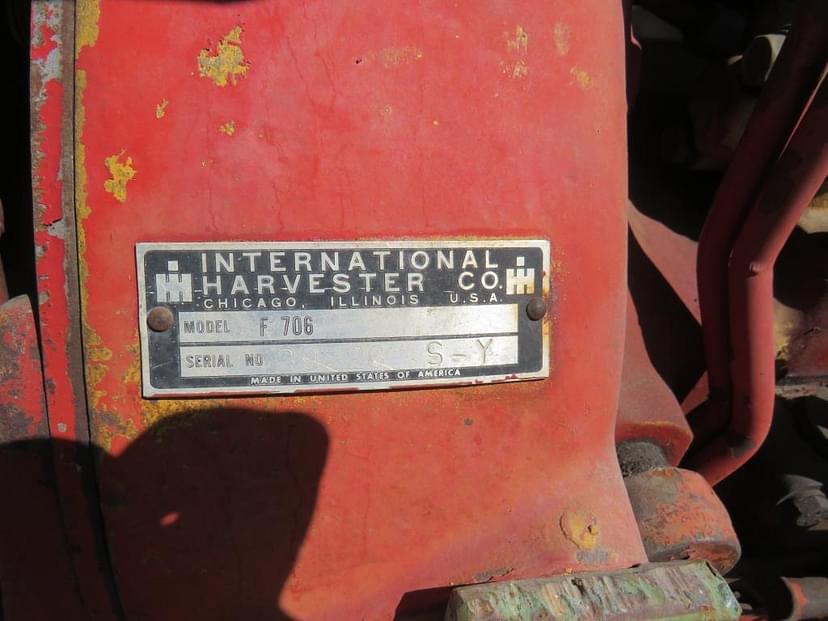 INTERNATIONAL
HARVESTER CO.
CHICAGO, ILLINOIS U.S.A.
MODEL F 706
SERIAL NO S-Y
MADE IN UNITED STATES OF AMERICA